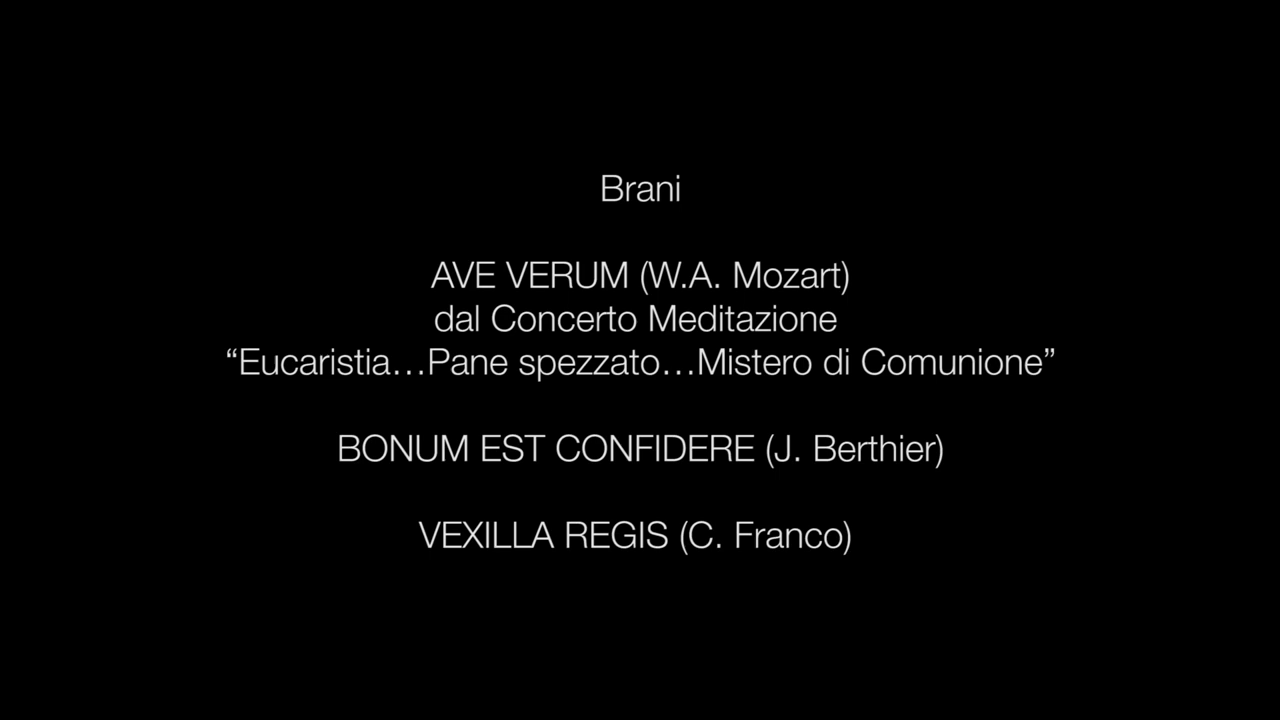 Brani
AVE VERUM (W.A. Mozart)
dal Concerto Meditazione
“Eucaristia…Pane spezzato…Mistero di Comunione”
BONUM EST CONFIDERE (J. Berthier)
VEXILLA REGIS (C. Franco)